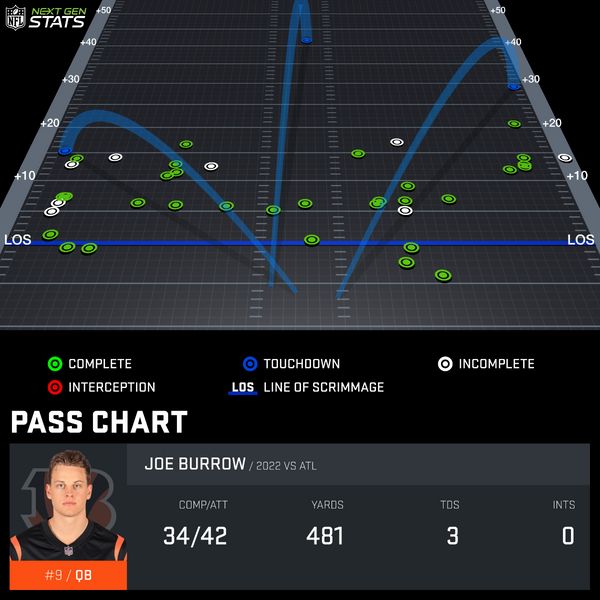 NFL NEXT GEN
STATS
+50 +50
+40 +40
+30 +30
+20 +20
+10 +10
LOS LOS
COMPLETE TOUCHDOWN INCOMPLETE
INTERCEPTION LOS LINE OF SCRIMMAGE
PASS CHART
JOE BURROW / 2022 VS ATL
COMP/ATT YARDS TDS INTS
34/42 481 3 0
#9 / QB